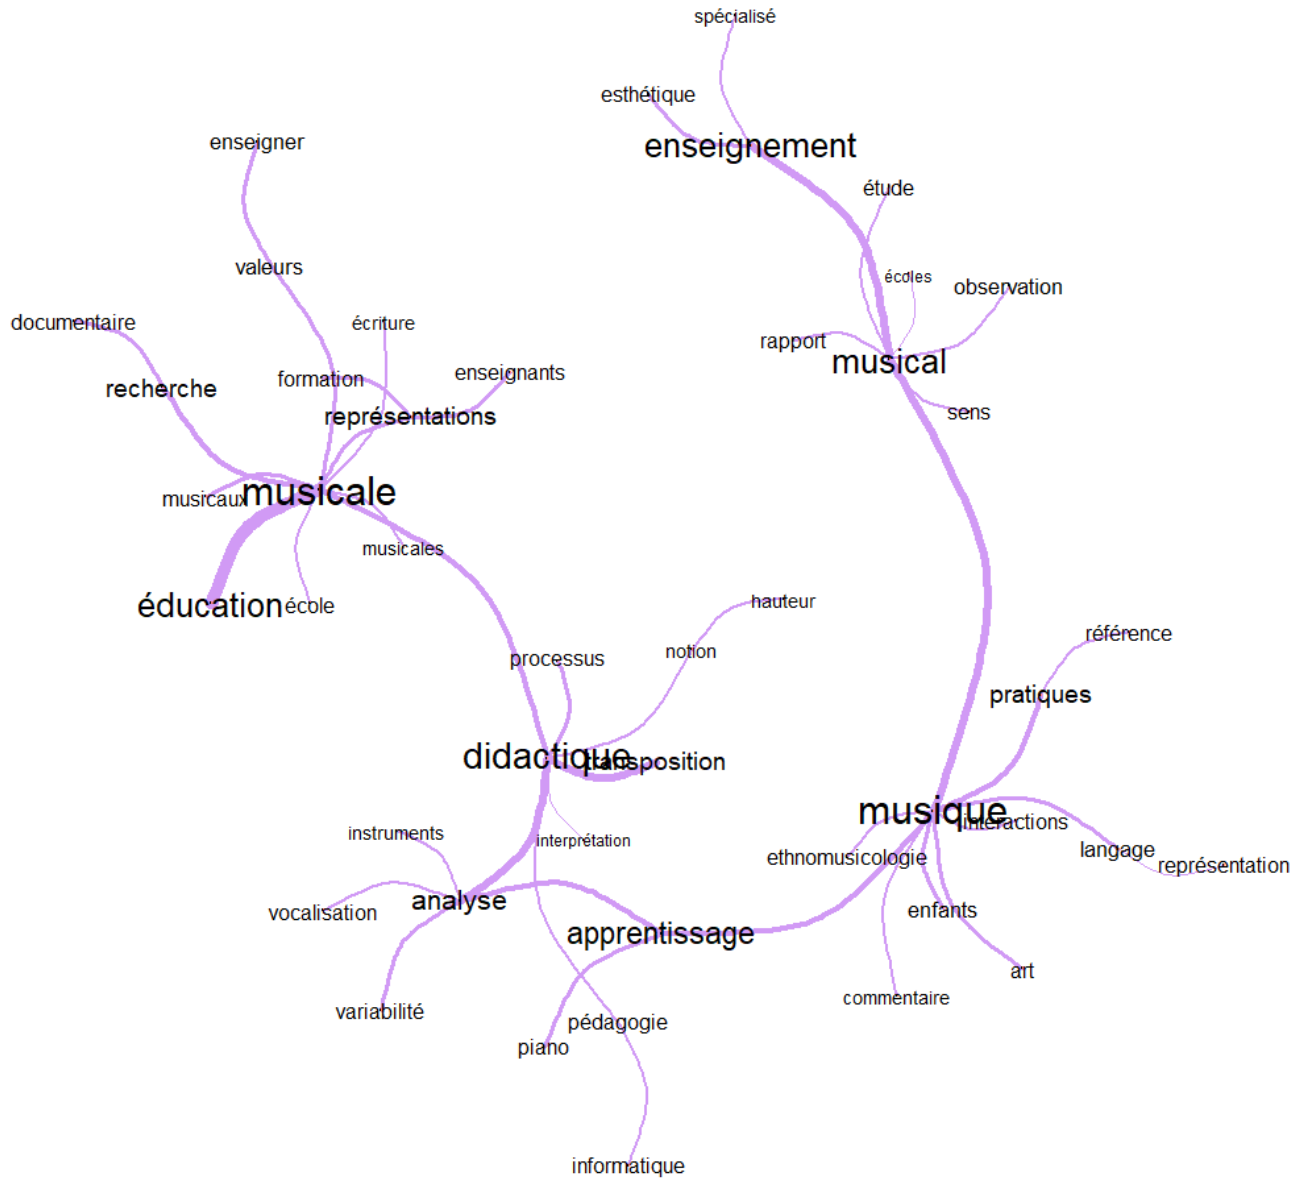 spécialisé
esthétique
enseigner
enseignement
étude
valeurs
écoles
observation
documentaire
écriture
rapport
musical
formation
enseignants
recherche
représentations
sens
musicaux
musicale
musicales
éducation
école
hauteur
processus
notion
référence
pratiques
didactique
transposition
musique
interactions
instruments
interprétation
ethnomusicologie
langage
représentation
analyse
vocalisation
enfants
apprentissage
art
commentaire
variabilité
pédagogie
piano
informatique